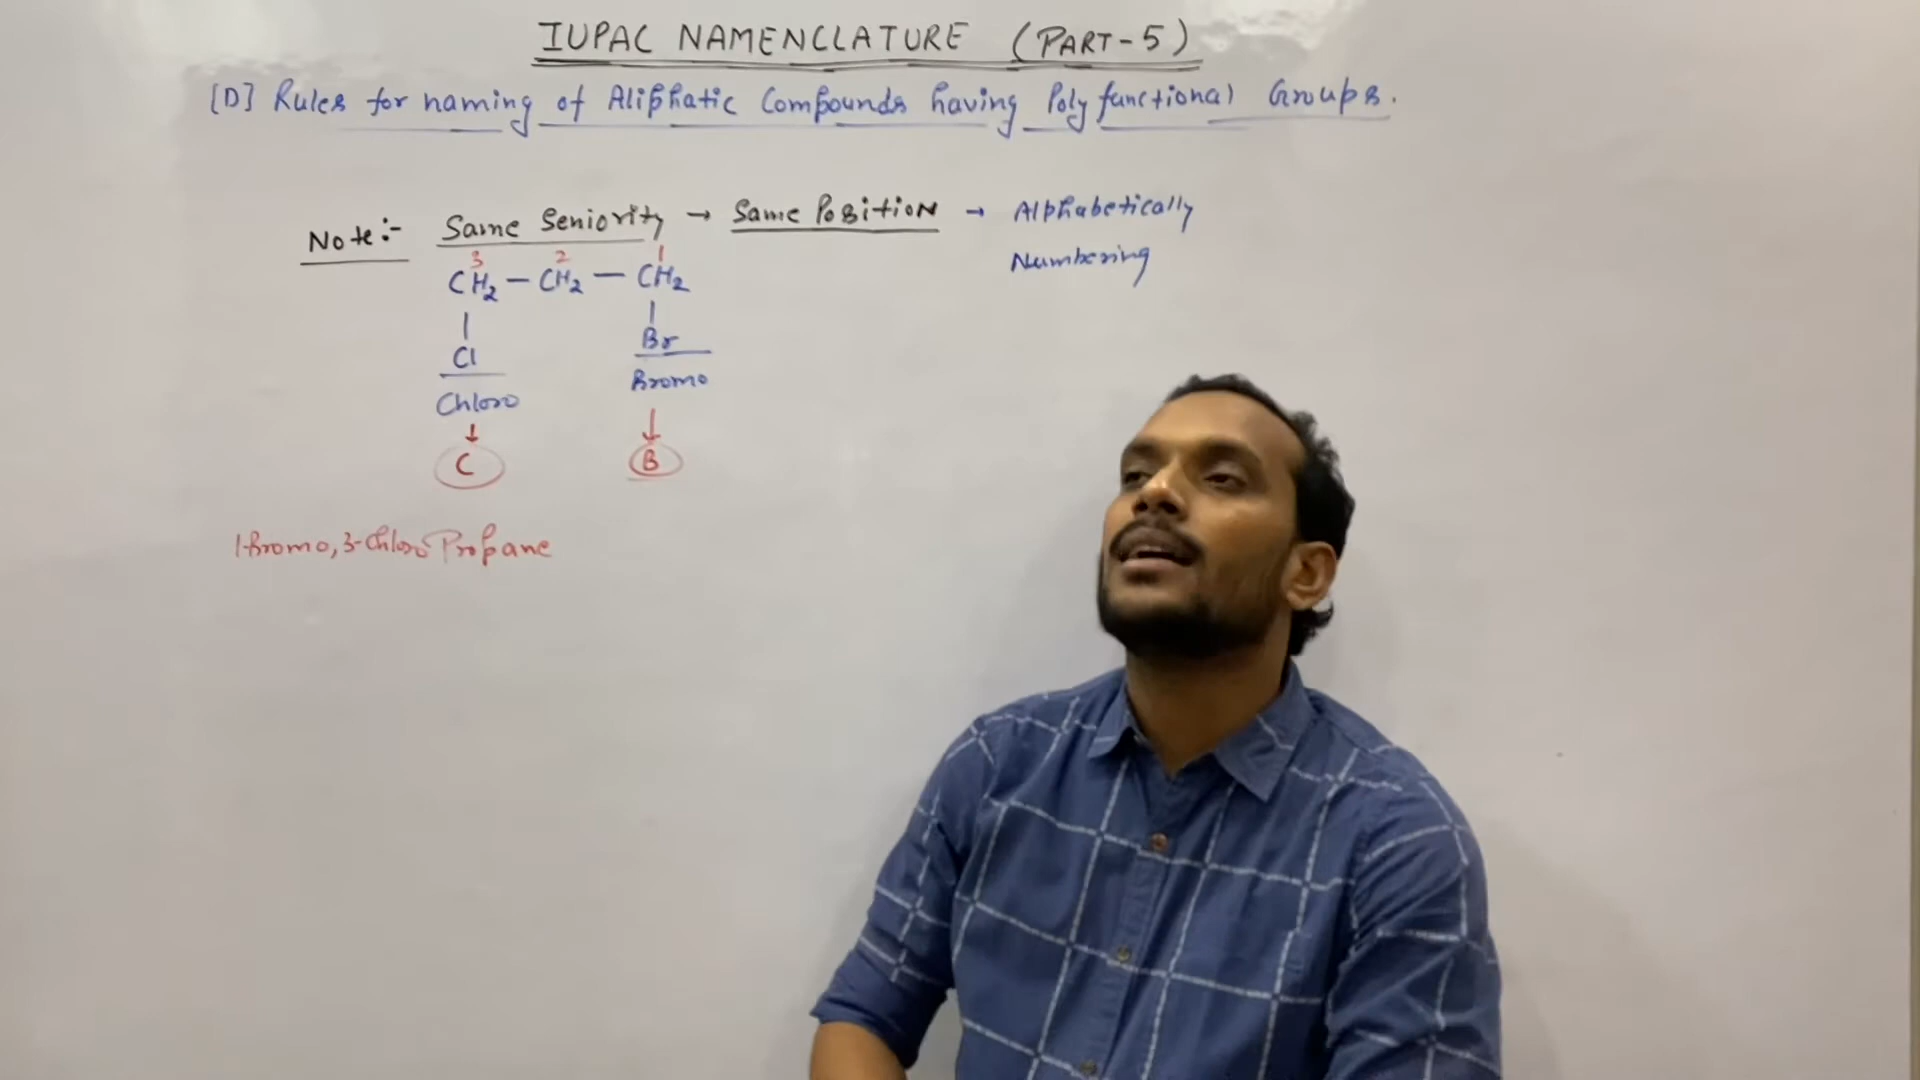 IUPAC NAMENCLATURE (PART-5)
[D] Rules for naming of Aliphatic Compounds having Poly functional Groups.
Note:- Same Seniority → Same Position → Alphabetically
Numbering
3 2 1
CH₂ — CH₂ — CH₂
Cl Br
Chloro Bromo
C B
1-Bromo, 3-Chloro Propane